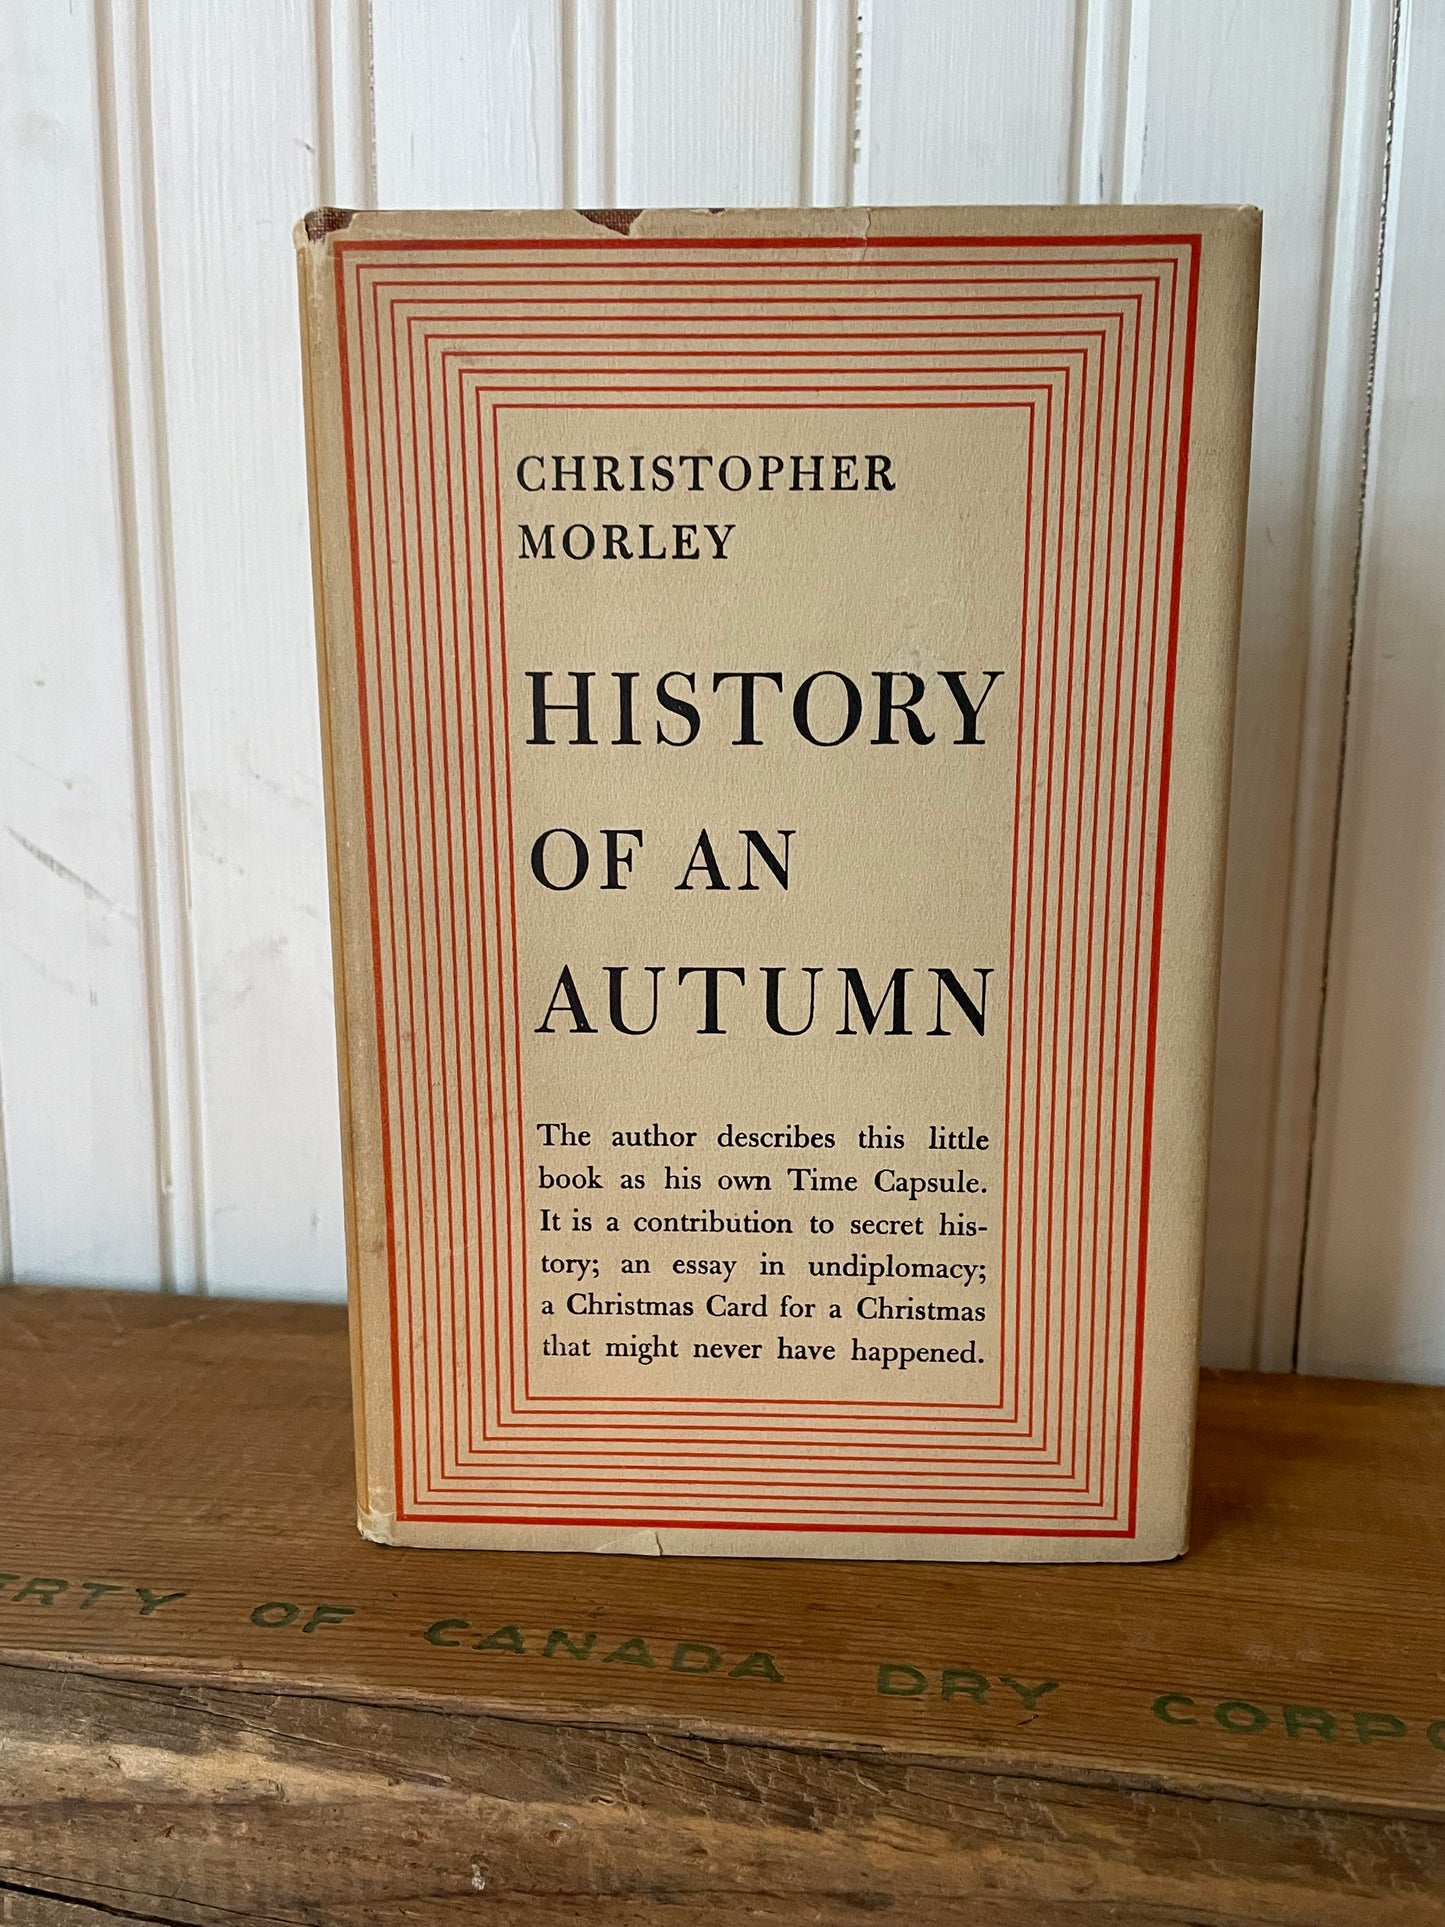 CHRISTOPHER
MORLEY
HISTORY
OF AN
AUTUMN
The author describes this little
book as his own Time Capsule.
It is a contribution to secret his-
tory; an essay in undiplomacy;
a Christmas Card for a Christmas
that might never have happened.
ERTY OF CANADA DRY CORPO